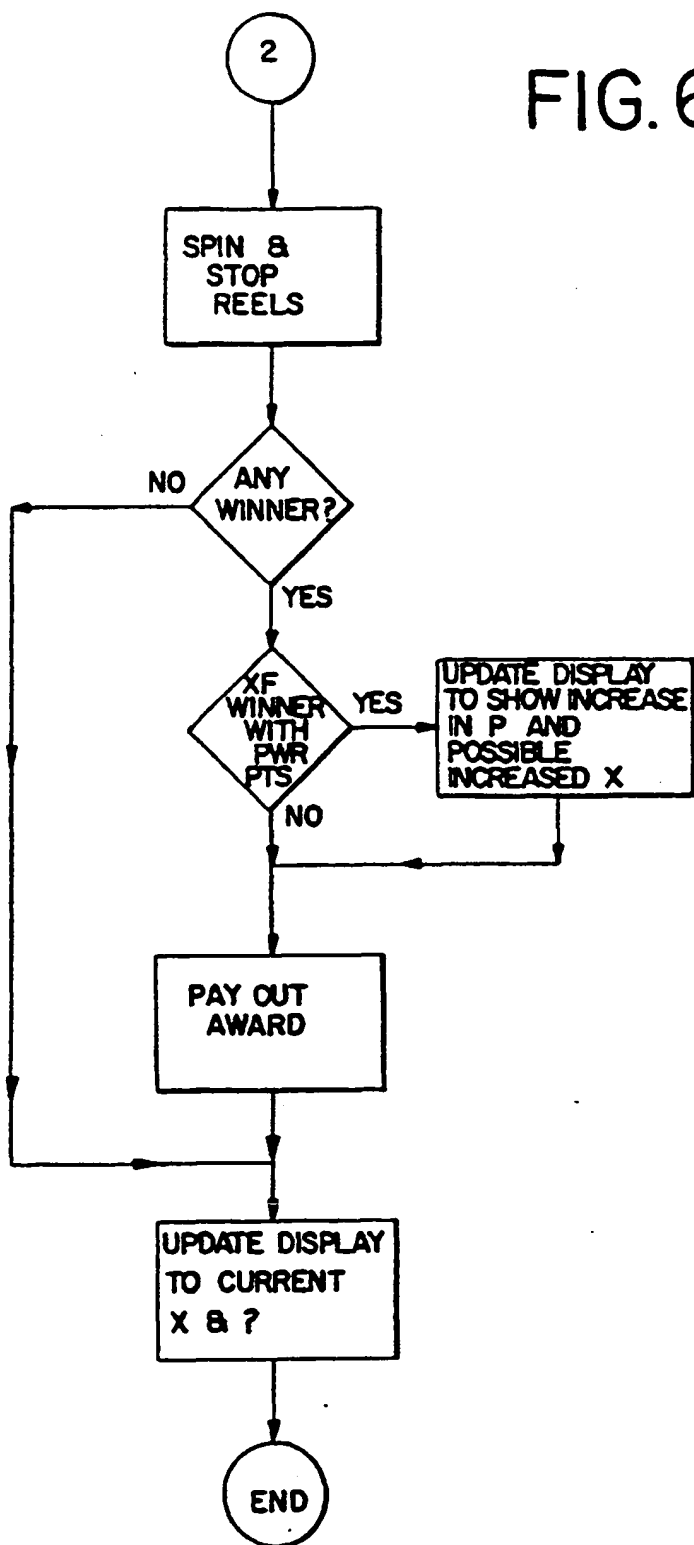 2
FIG. 6
SPIN &
STOP
REELS
ANY
WINNER?
NO
YES
XF
WINNER
WITH
PWR
PTS
YES
NO
UPDATE DISPLAY
TO SHOW INCREASE
IN P AND
POSSIBLE
INCREASED X
PAY OUT
AWARD
UPDATE DISPLAY
TO CURRENT
X & ?
END